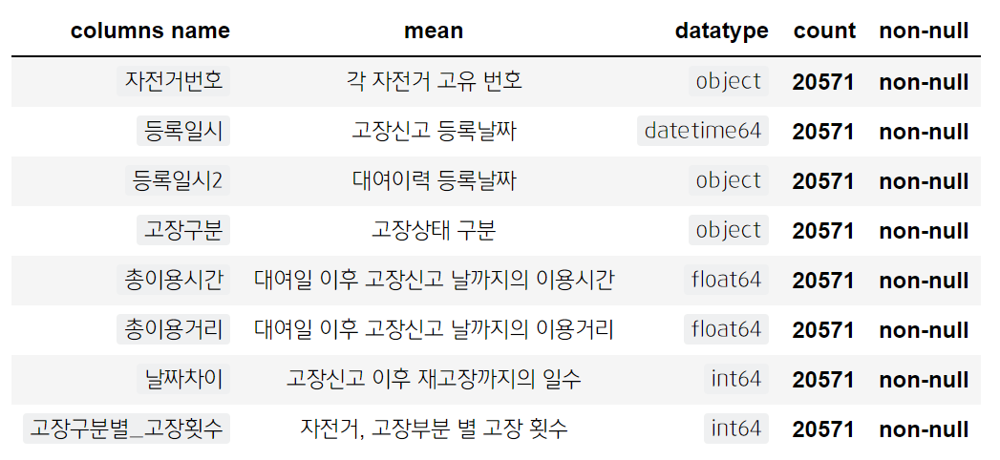 columns name mean datatype count non-null
자전거번호 각 자전거 고유 번호 object 20571 non-null
등록일시 고장신고 등록날짜 datetime64 20571 non-null
등록일시2 대여이력 등록날짜 object 20571 non-null
고장구분 고장상태 구분 object 20571 non-null
총이용시간 대여일 이후 고장신고 날까지의 이용시간 float64 20571 non-null
총이용거리 대여일 이후 고장신고 날까지의 이용거리 float64 20571 non-null
날짜차이 고장신고 이후 재고장까지의 일수 int64 20571 non-null
고장구분별_고장횟수 자전거, 고장부분 별 고장 횟수 int64 20571 non-null